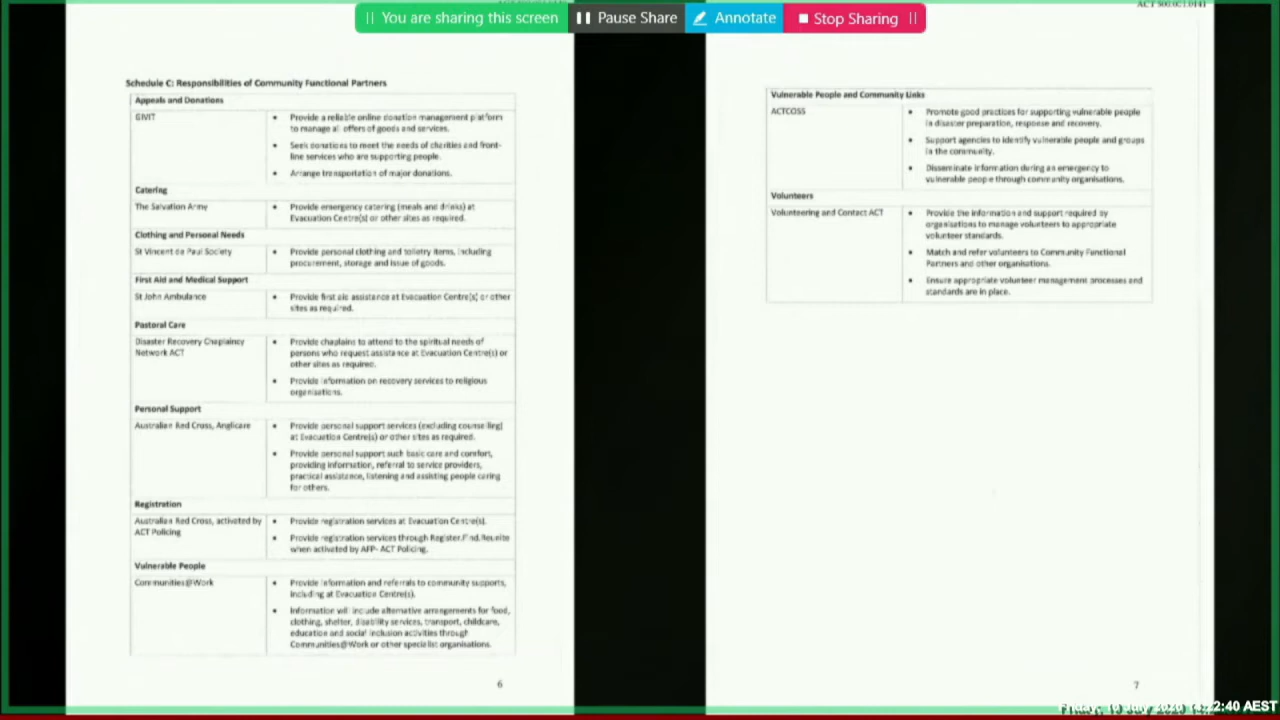 You are sharing this screen
Pause Share
Annotate
Stop Sharing
Schedule C: Responsibilities of Community Functional Partners
Appeals and Donations
GIVIT
• Provide a reliable online donation management platform
to manage all offers of goods and services.
• Seek donations to meet the needs of charities and front-
line services who are supporting people.
• Arrange transportation of major donations.
Catering
The Salvation Army
• Provide emergency catering (meals and drinks) at
Evacuation Centre(s) or other sites as required.
Clothing and Personal Needs
St Vincent de Paul Society
• Provide personal clothing and toiletry items, including
procurement, storage and issue of goods.
First Aid and Medical Support
St John Ambulance
• Provide first aid assistance at Evacuation Centre(s) or other
sites as required.
Pastoral Care
Disaster Recovery Chaplaincy
Network ACT
• Provide chaplains to attend to the spiritual needs of
persons who request assistance at Evacuation Centre(s) or
other sites as required.
• Provide information on recovery services to religious
organisations.
Personal Support
Australian Red Cross, Anglicare
• Provide personal support services (excluding counselling)
at Evacuation Centre(s) or other sites as required.
• Provide personal support such basic care and comfort,
providing information, referral to service providers,
practical assistance, listening and assisting people caring
for others.
Registration
Australian Red Cross, activated by
ACT Policing
• Provide registration services at Evacuation Centre(s).
• Provide registration services through Register.Find.Reunite
when activated by AFP- ACT Policing.
Vulnerable People
Communities@Work
• Provide information and referrals to community supports,
including at Evacuation Centre(s).
• Information will include alternative arrangements for food,
clothing, shelter, disability services, transport, childcare,
education and social inclusion activities through
Communities@Work or other specialist organisations.
6
Vulnerable People and Community Links
ACTCOSS
• Promote good practices for supporting vulnerable people
in disaster preparation, response and recovery.
• Support agencies to identify vulnerable people and groups
in the community.
• Disseminate information during an emergency to
vulnerable people through community organisations.
Volunteers
Volunteering and Contact ACT
• Provide the information and support required by
organisations to manage volunteers to appropriate
volunteer standards.
• Match and refer volunteers to Community Functional
Partners and other organisations.
• Ensure appropriate volunteer management processes and
standards are in place.
7
Friday, 10 July 2020 14:22:40 AEST